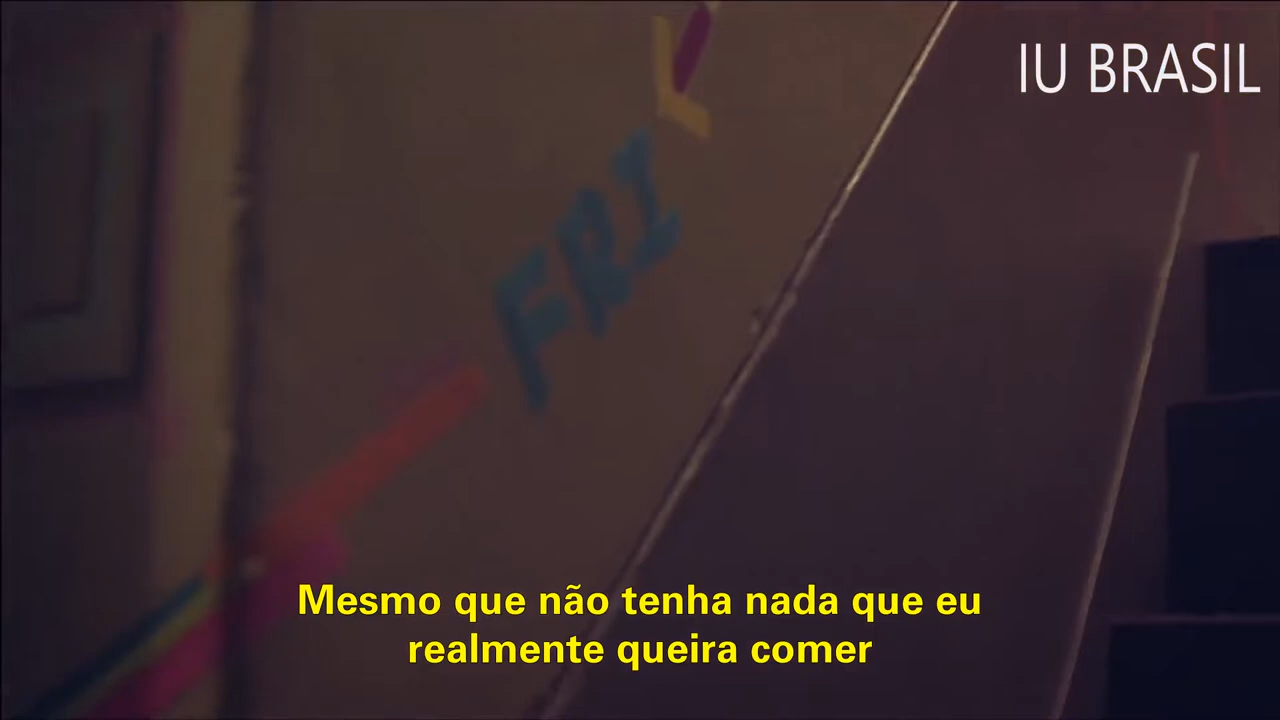 IU BRASIL
FRI
Mesmo que não tenha nada que eu
realmente queira comer